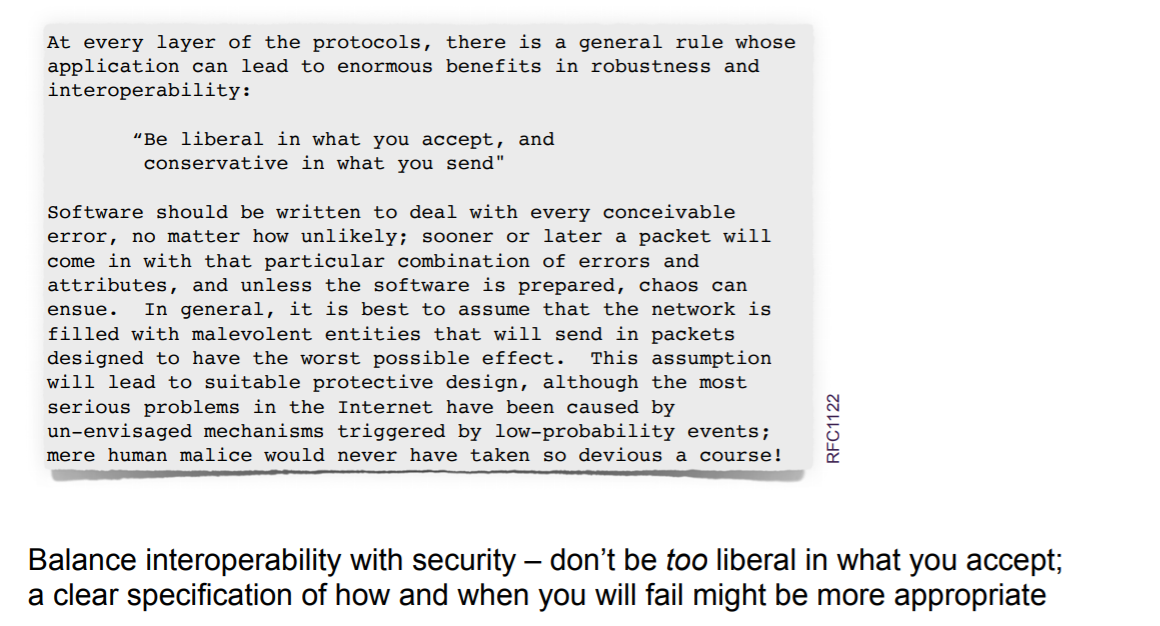 At every layer of the protocols, there is a general rule whose
application can lead to enormous benefits in robustness and
interoperability:
“Be liberal in what you accept, and
conservative in what you send"
Software should be written to deal with every conceivable
error, no matter how unlikely; sooner or later a packet will
come in with that particular combination of errors and
attributes, and unless the software is prepared, chaos can
ensue.  In general, it is best to assume that the network is
filled with malevolent entities that will send in packets
designed to have the worst possible effect.  This assumption
will lead to suitable protective design, although the most
serious problems in the Internet have been caused by
un-envisaged mechanisms triggered by low-probability events;
mere human malice would never have taken so devious a course!
RFC1122
Balance interoperability with security – don’t be too liberal in what you accept;
a clear specification of how and when you will fail might be more appropriate